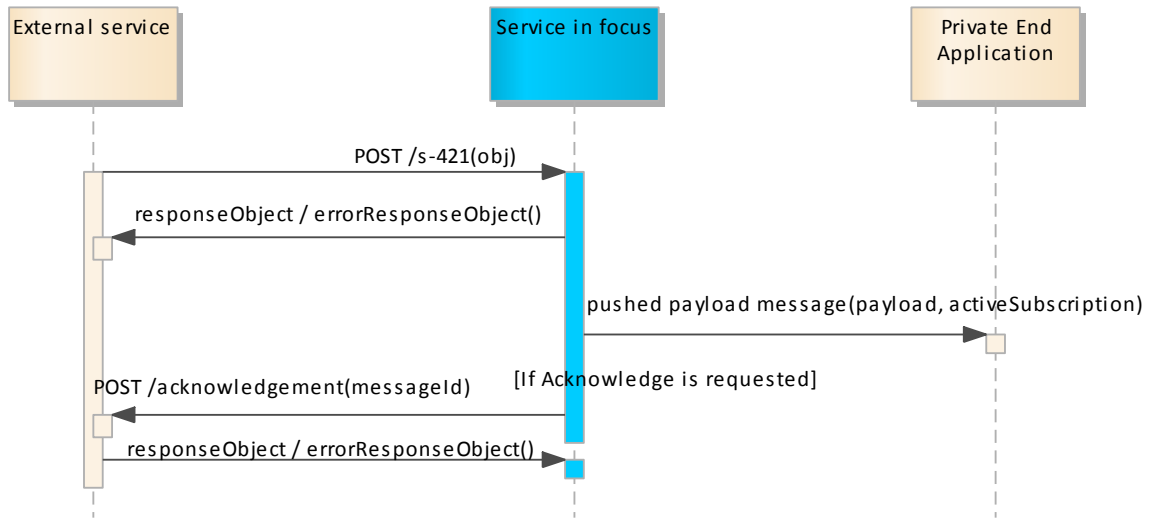 External service
Service in focus
Private End
Application
POST /s-421(obj)
responseObject / errorResponseObject()
pushed payload message(payload, activeSubscription)
[If Acknowledge is requested]
POST /acknowledgement(messageId)
responseObject / errorResponseObject()